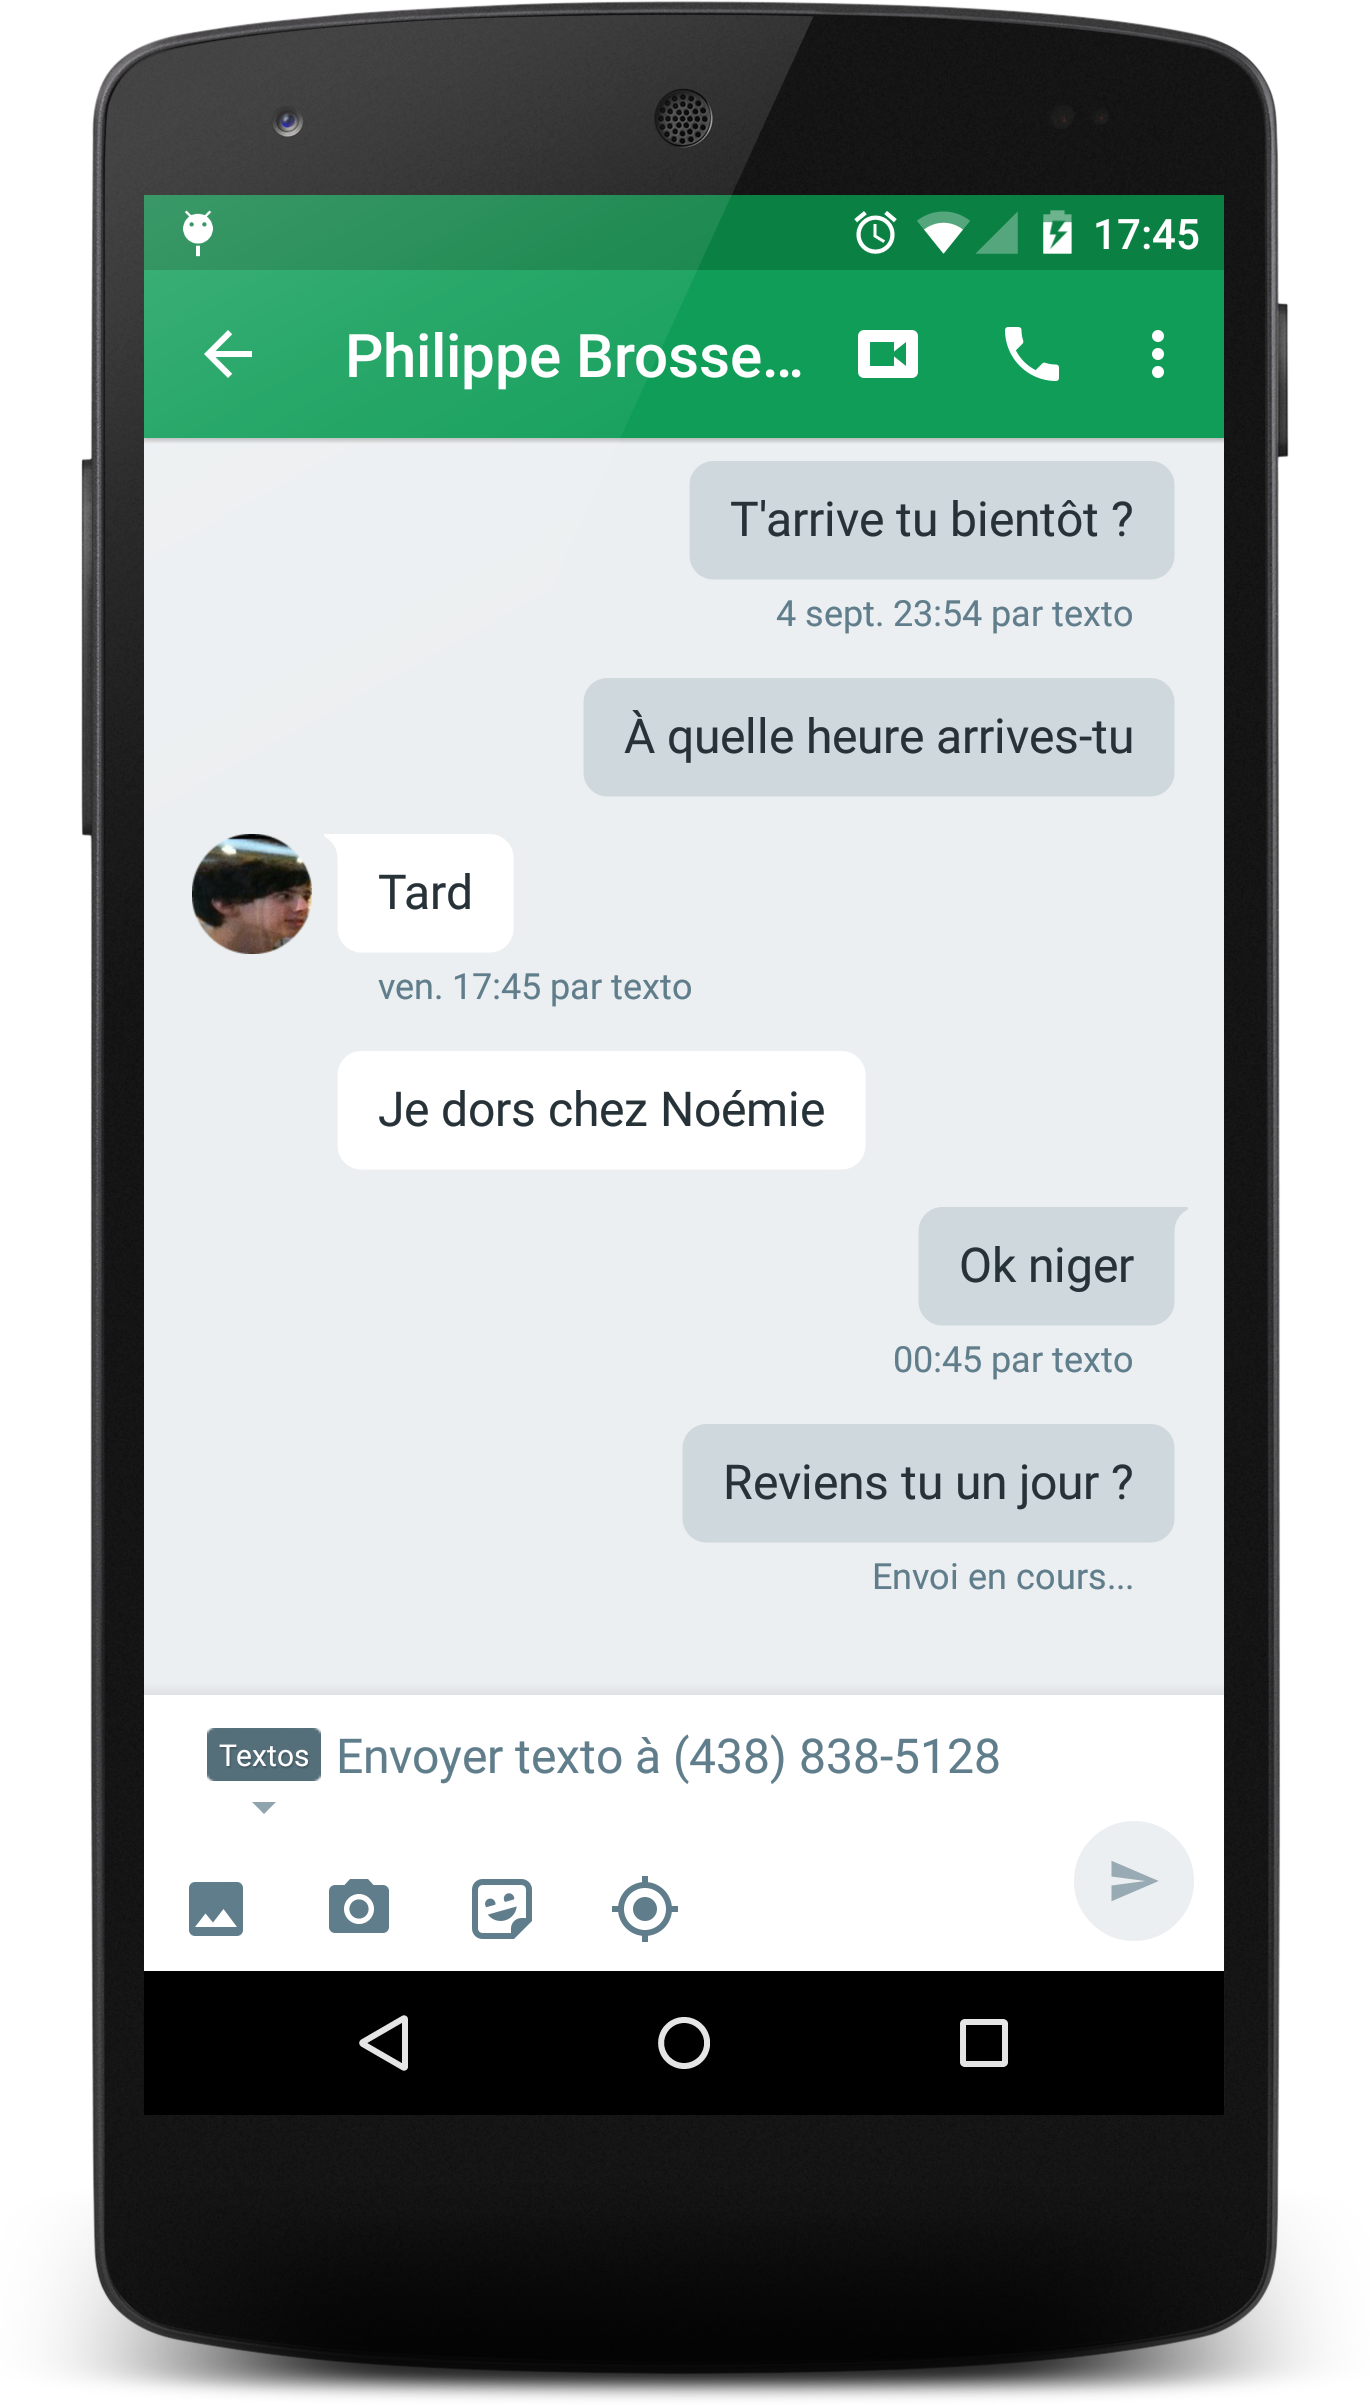 17:45
Philippe Brosse...
T'arrive tu bientôt ?
4 sept. 23:54 par texto
À quelle heure arrives-tu
Tard
ven. 17:45 par texto
Je dors chez Noémie
Ok niger
00:45 par texto
Reviens tu un jour ?
Envoi en cours...
Textos Envoyer texto à (438) 838-5128